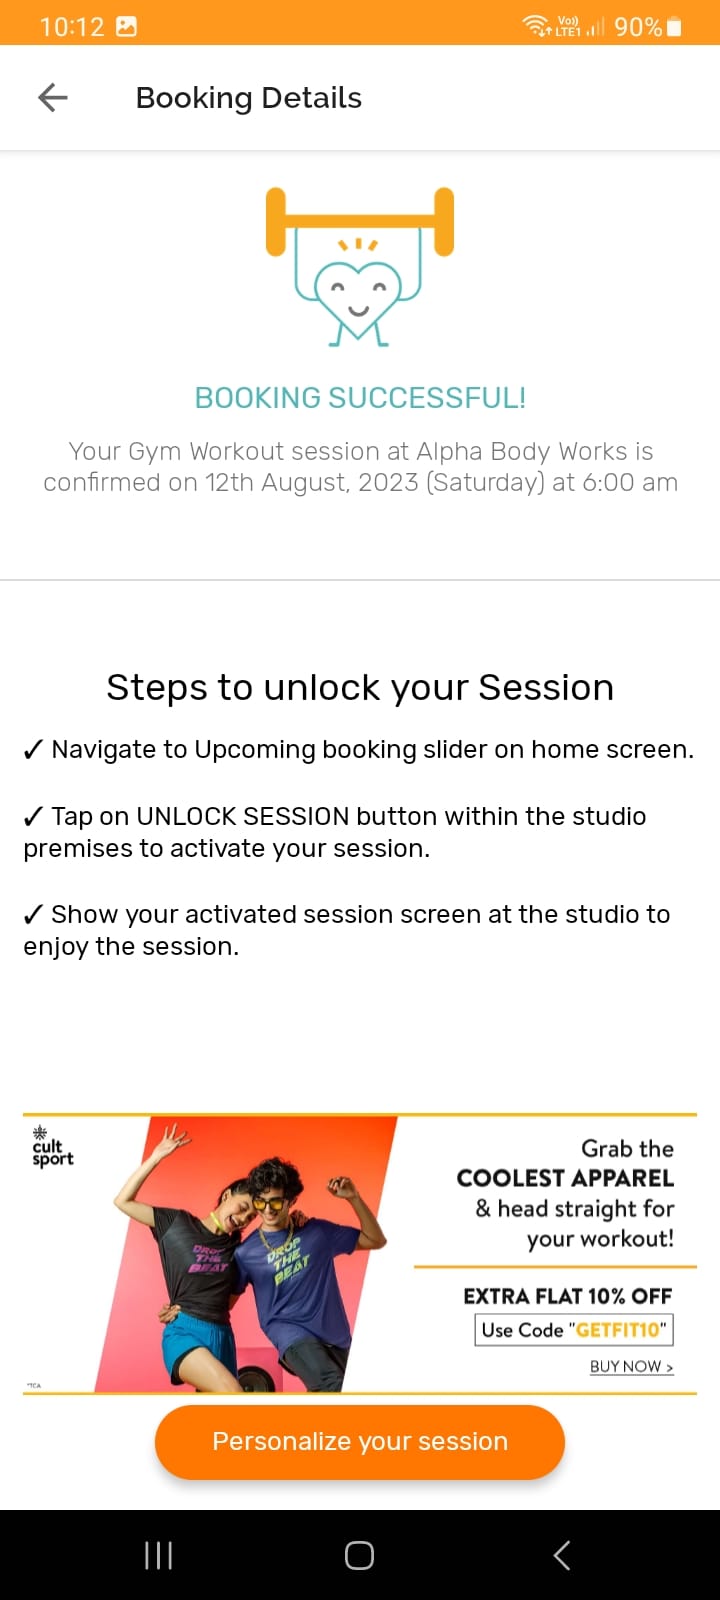 10:12
Vo)) LTE1 90%
Booking Details
BOOKING SUCCESSFUL!
Your Gym Workout session at Alpha Body Works is
confirmed on 12th August, 2023 (Saturday) at 6:00 am
Steps to unlock your Session
✓ Navigate to Upcoming booking slider on home screen.
✓ Tap on UNLOCK SESSION button within the studio
premises to activate your session.
✓ Show your activated session screen at the studio to
enjoy the session.
cult
sport
DROP
THE
BEAT
DROP
THE
BEAT
Grab the
COOLEST APPAREL
& head straight for
your workout!
EXTRA FLAT 10% OFF
Use Code "GETFIT10"
BUY NOW >
*TCA
Personalize your session